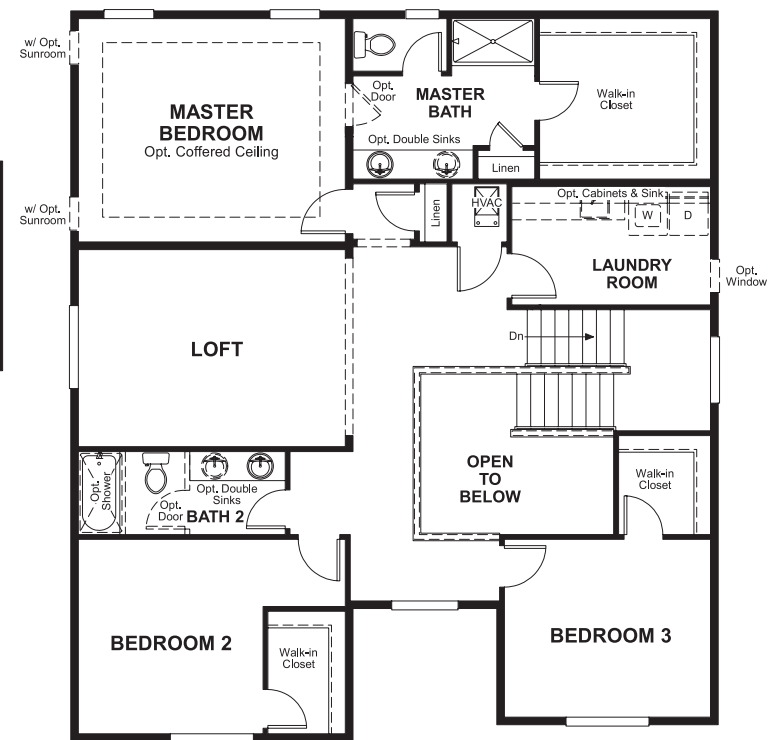 w/ Opt.
Sunroom
MASTER
BEDROOM
Opt. Coffered Ceiling
w/ Opt.
Sunroom
Opt.
Door
MASTER
BATH
Opt. Double Sinks
Linen
Walk-in
Closet
Linen
HVAC
Opt. Cabinets & Sink
W
D
LAUNDRY
ROOM
Opt.
Window
LOFT
Dn
OPEN
TO
BELOW
Walk-in
Closet
Opt.
Shower
Opt. Double
Sinks
Opt.
Door
BATH 2
BEDROOM 2
Walk-in
Closet
BEDROOM 3